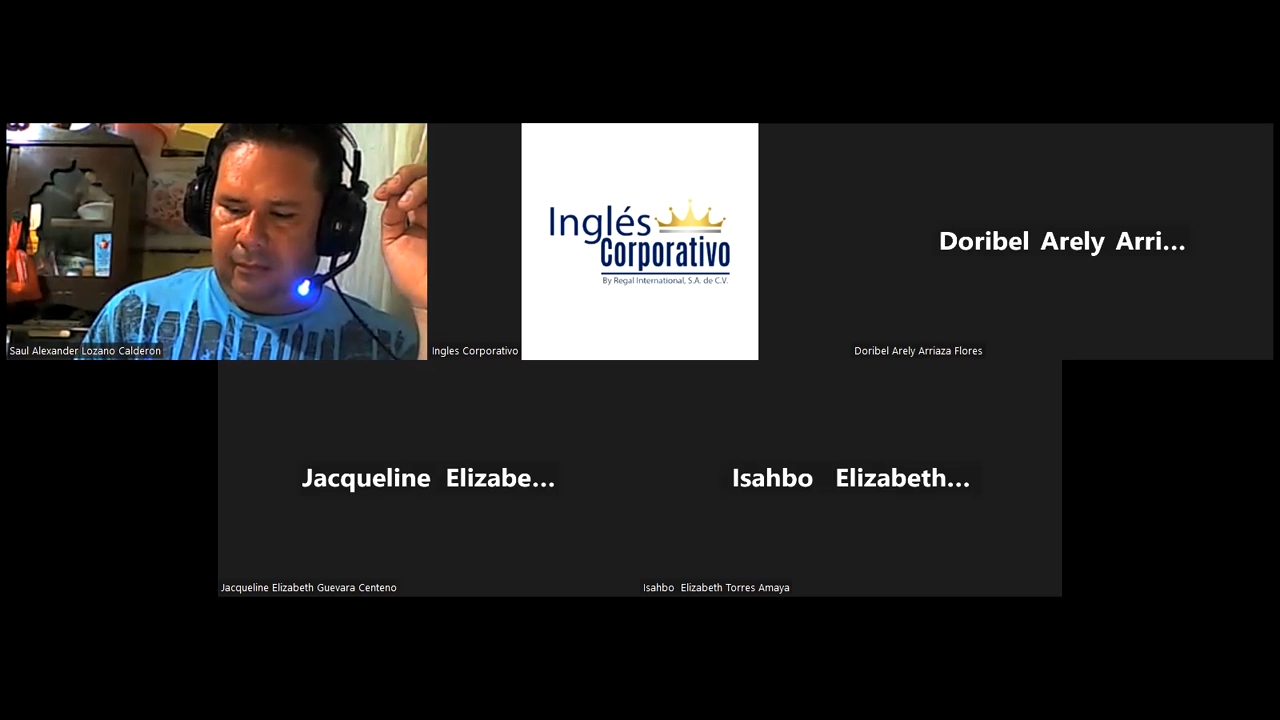 Inglés
Corporativo
By Regal International, S.A. de C.V.
Doribel Arely Arri...
Saul Alexander Lozano Calderon
Ingles Corporativo
Doribel Arely Arriaza Flores
Jacqueline Elizabe...
Isahbo Elizabeth...
Jacqueline Elizabeth Guevara Centeno
Isahbo Elizabeth Torres Amaya